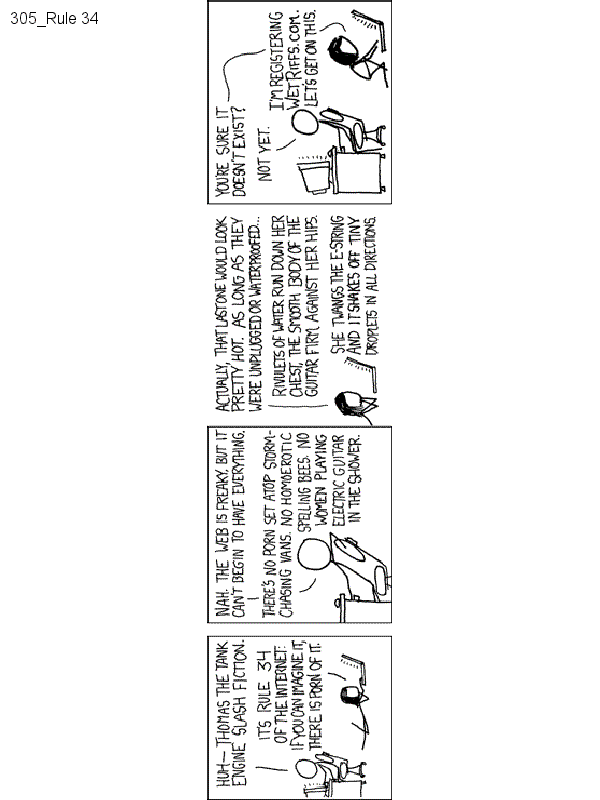 305_Rule 34
HUH— THOMAS THE TANK
ENGINE SLASH FICTION.
IT'S RULE 34
OF THE INTERNET:
IF YOU CAN IMAGINE IT,
THERE IS PORN OF IT.
NAH. THE WEB IS FREAKY, BUT IT
CAN'T BEGIN TO HAVE EVERYTHING.
THERE'S NO PORN SET ATOP STORM-
CHASING VANS. NO HOMOEROTIC
SPELLING BEES. NO
WOMEN PLAYING
ELECTRIC GUITAR
IN THE SHOWER.
ACTUALLY, THAT LAST ONE WOULD LOOK
PRETTY HOT. AS LONG AS THEY
WERE UNPLUGGED OR WATERPROOFED...
RIVULETS OF WATER RUN DOWN HER
CHEST, THE SMOOTH BODY OF THE
GUITAR FIRM AGAINST HER HIPS.
SHE TWANGS THE E-STRING
AND IT SHAKES OFF TINY
DROPLETS IN ALL DIRECTIONS.
YOU'RE SURE IT
DOESN'T EXIST?
NOT YET.
I'M REGISTERING
WETRIFFS.COM.
LET'S GET ON THIS.